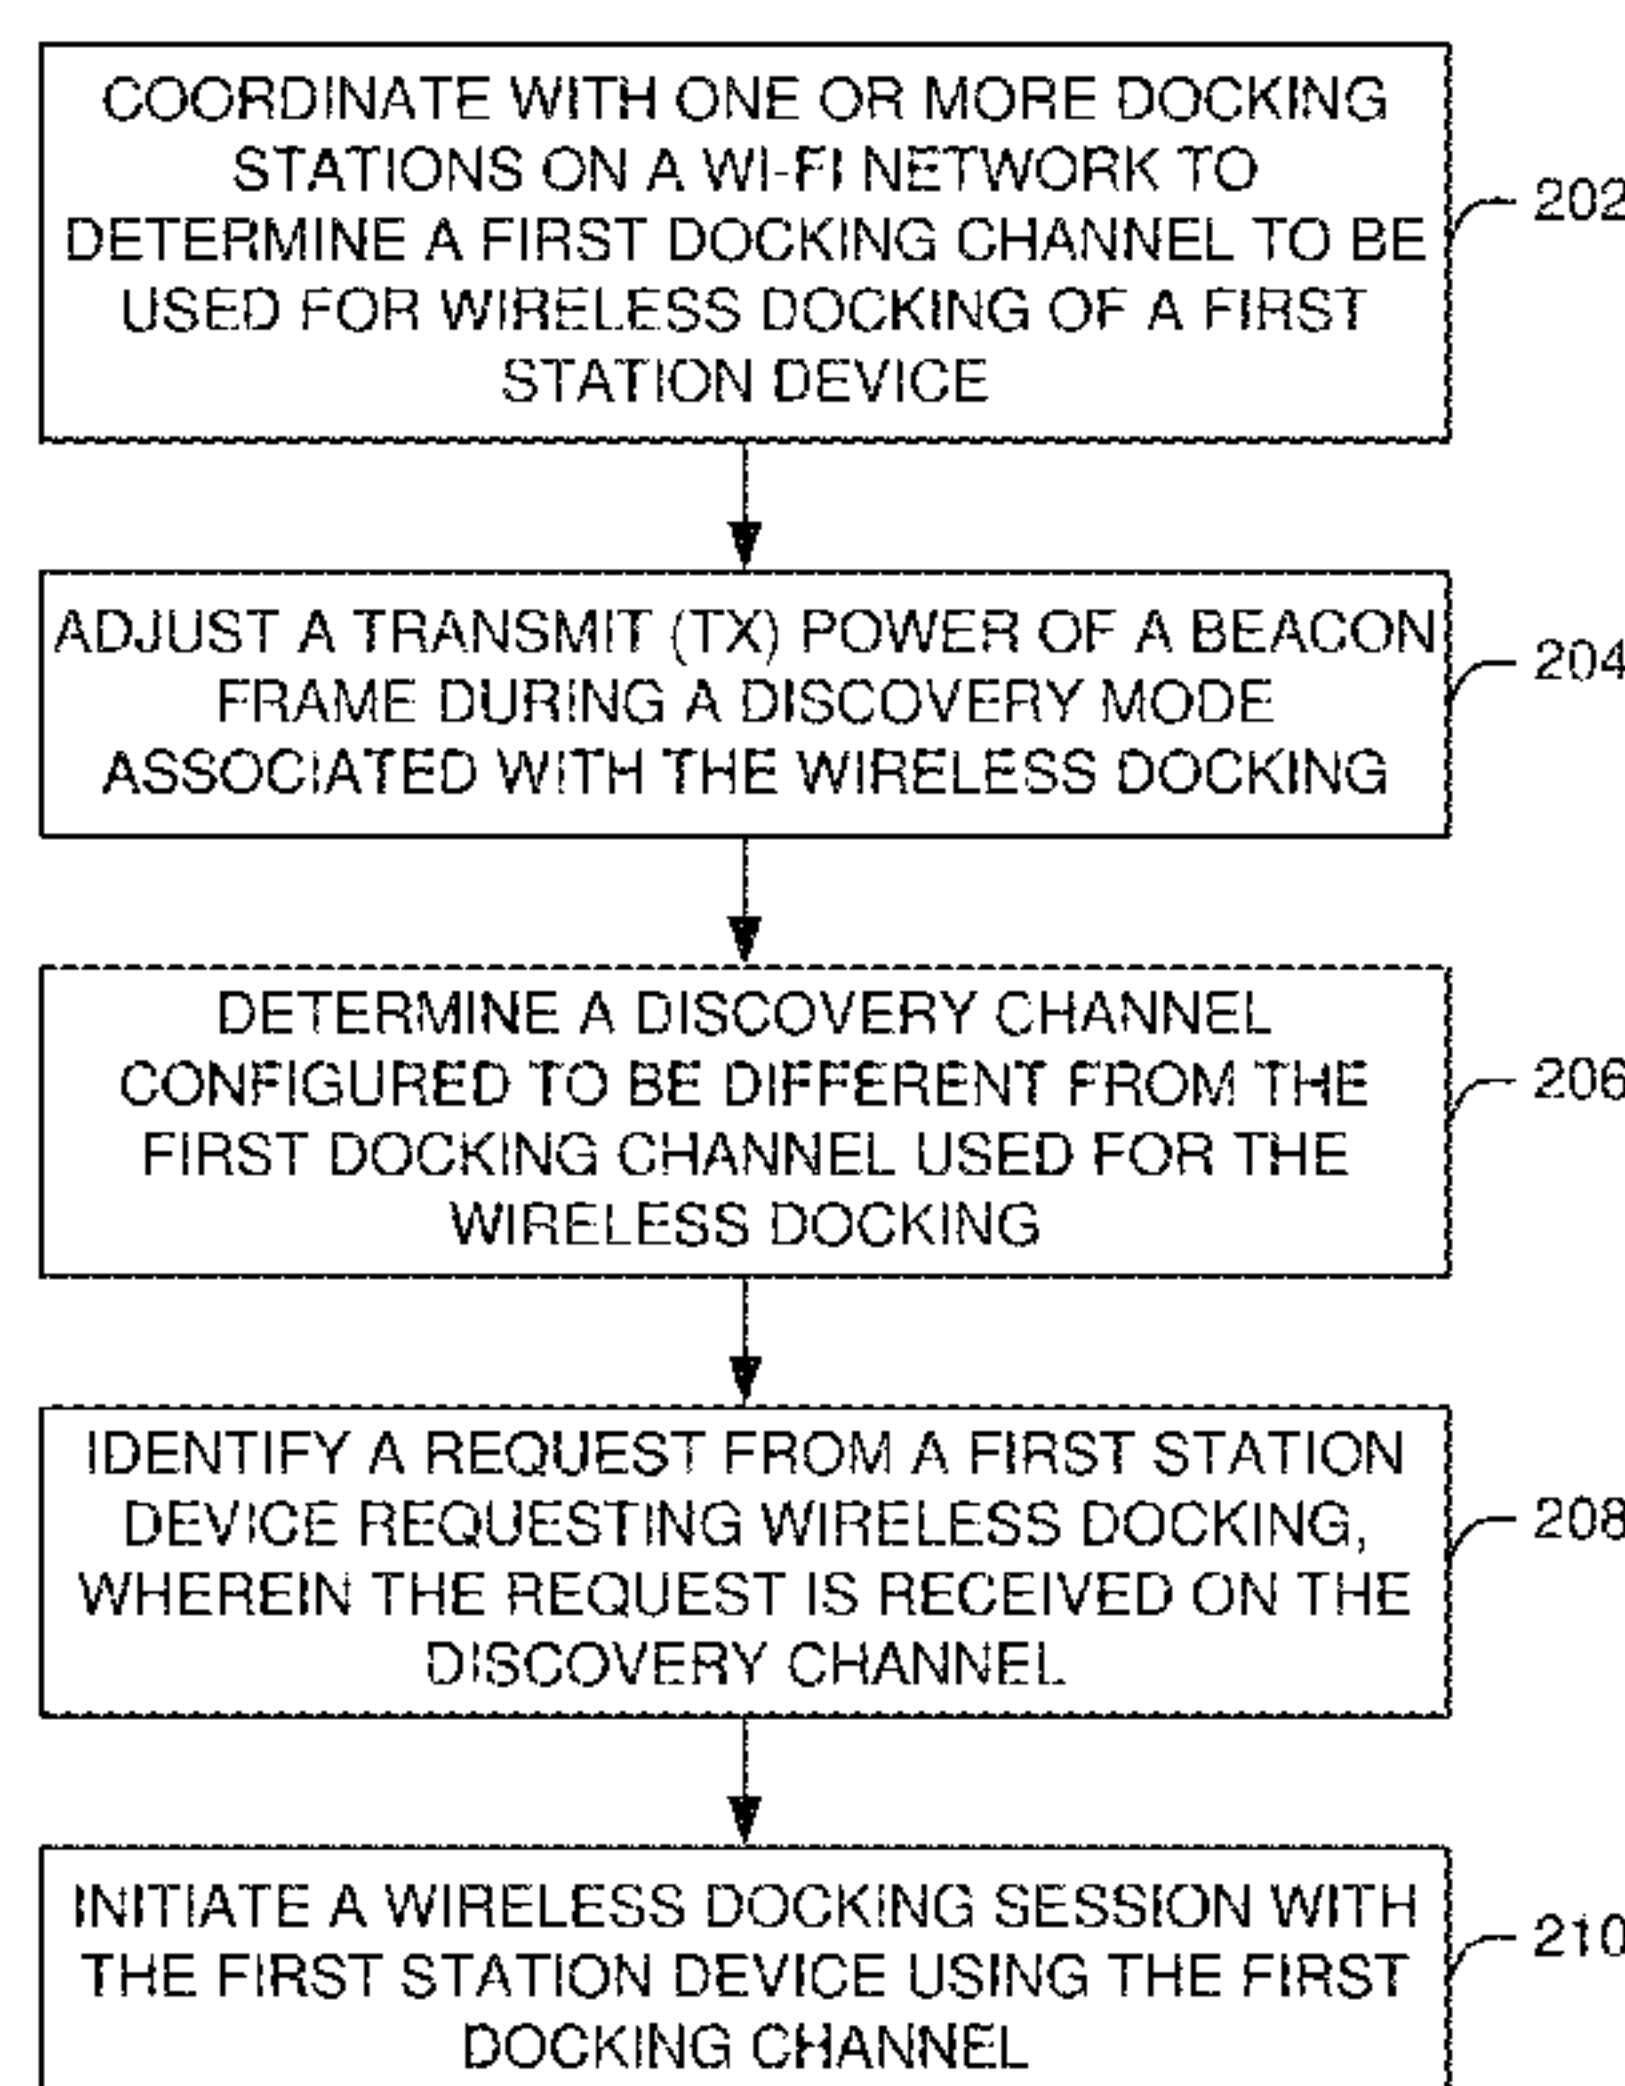 COORDINATE WITH ONE OR MORE DOCKING
STATIONS ON A WI-FI NETWORK TO
DETERMINE A FIRST DOCKING CHANNEL TO BE
USED FOR WIRELESS DOCKING OF A FIRST
STATION DEVICE
202
ADJUST A TRANSMIT (TX) POWER OF A BEACON
FRAME DURING A DISCOVERY MODE
ASSOCIATED WITH THE WIRELESS DOCKING
204
DETERMINE A DISCOVERY CHANNEL
CONFIGURED TO BE DIFFERENT FROM THE
FIRST DOCKING CHANNEL USED FOR THE
WIRELESS DOCKING
206
IDENTIFY A REQUEST FROM A FIRST STATION
DEVICE REQUESTING WIRELESS DOCKING,
WHEREIN THE REQUEST IS RECEIVED ON THE
DISCOVERY CHANNEL
208
INITIATE A WIRELESS DOCKING SESSION WITH
THE FIRST STATION DEVICE USING THE FIRST
DOCKING CHANNEL
210